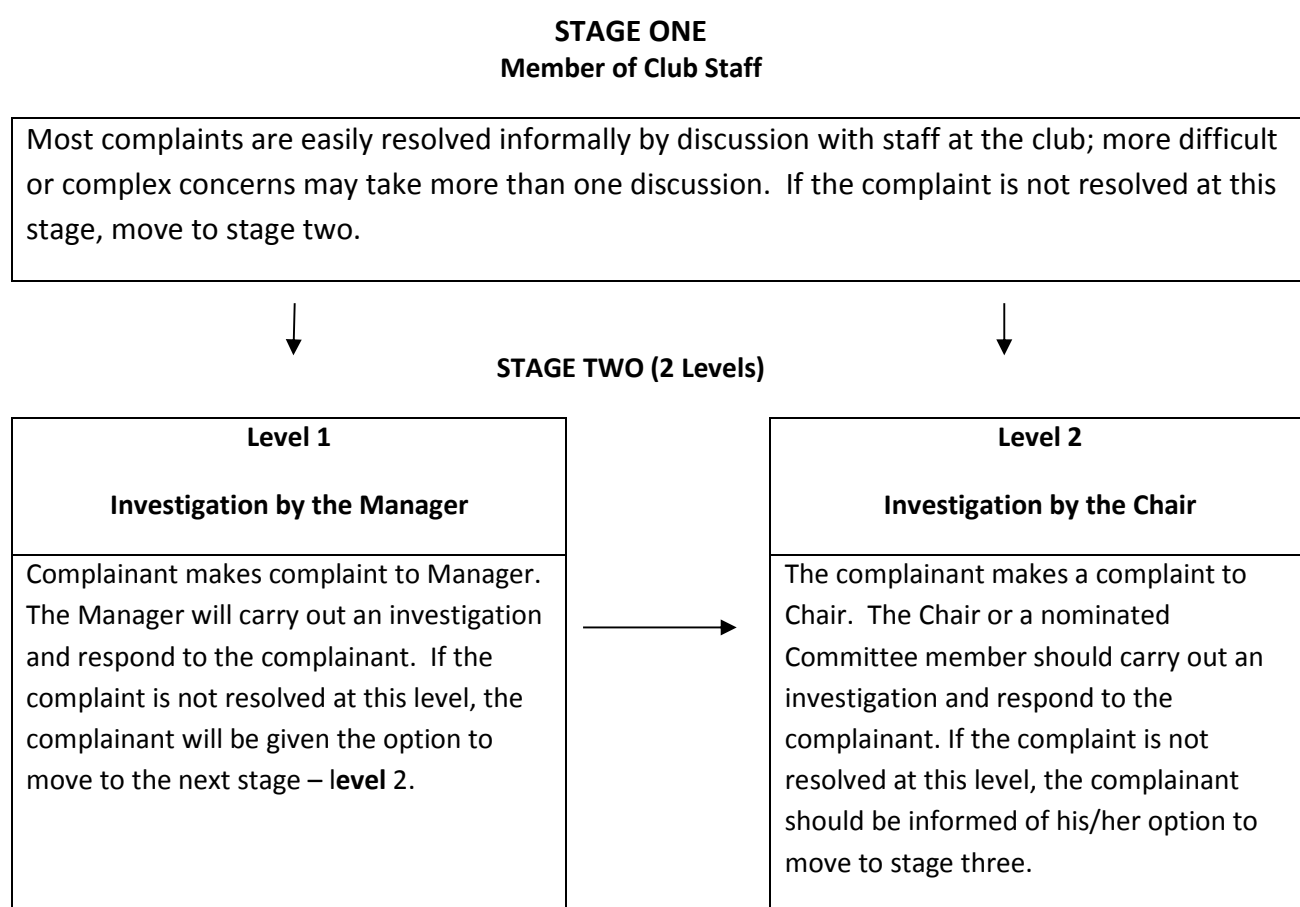 STAGE ONE
Member of Club Staff
Most complaints are easily resolved informally by discussion with staff at the club; more difficult
or complex concerns may take more than one discussion.  If the complaint is not resolved at this
stage, move to stage two.
STAGE TWO (2 Levels)
Level 1
Investigation by the Manager
Complainant makes complaint to Manager.
The Manager will carry out an investigation
and respond to the complainant.  If the
complaint is not resolved at this level, the
complainant will be given the option to
move to the next stage – level 2.
Level 2
Investigation by the Chair
The complainant makes a complaint to
Chair.  The Chair or a nominated
Committee member should carry out an
investigation and respond to the
complainant. If the complaint is not
resolved at this level, the complainant
should be informed of his/her option to
move to stage three.